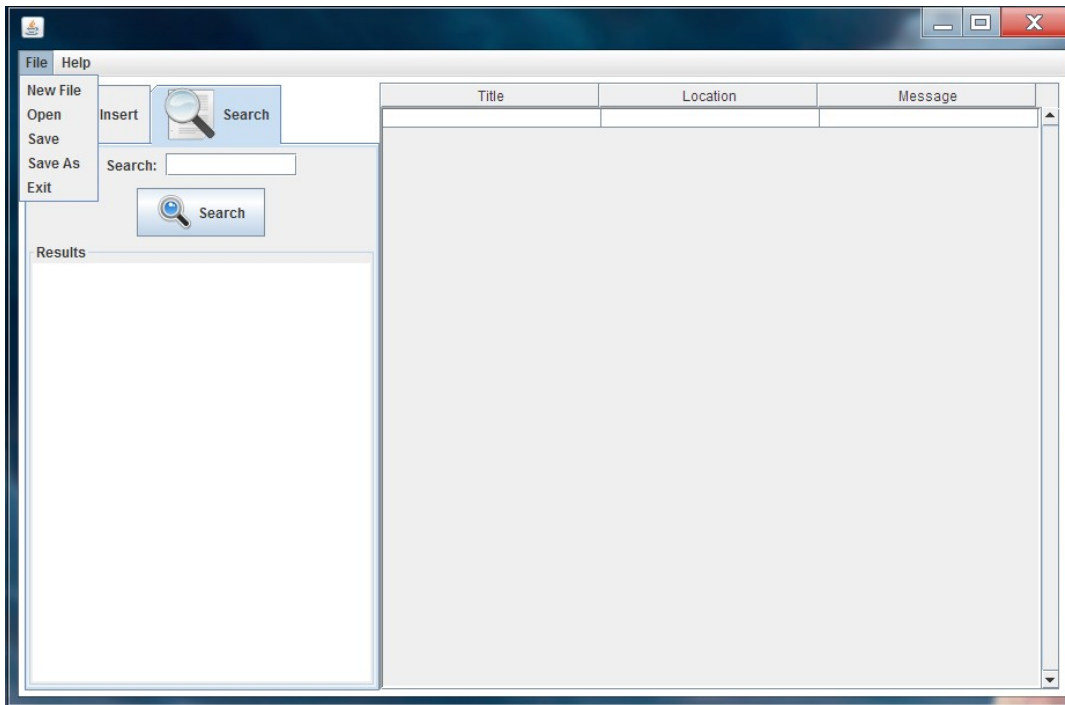 File Help
New File
Open
Save
Save As
Exit
Insert
Search
Search:
Search
Results
Title Location Message